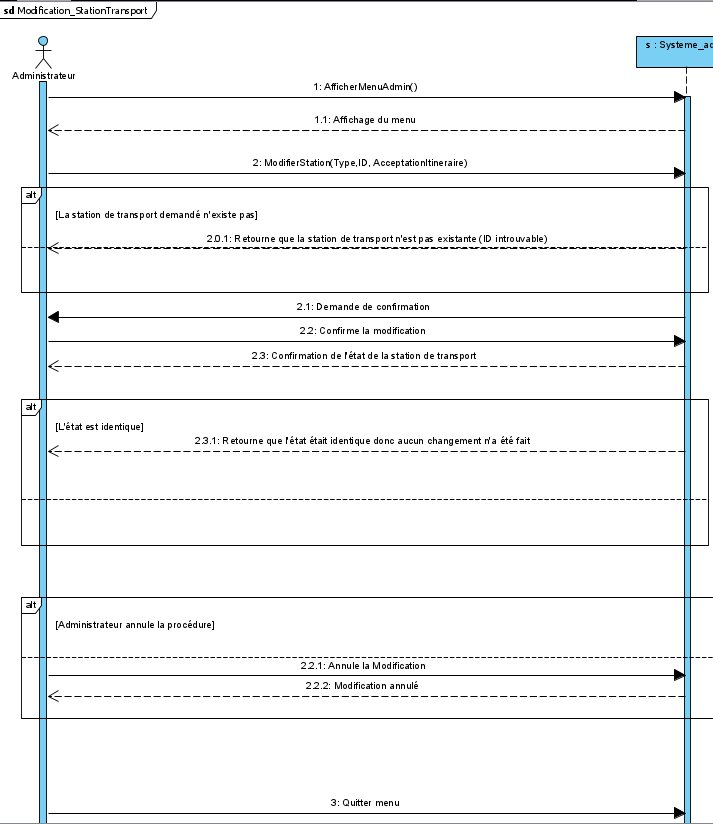 sd Modification_StationTransport
Administrateur
s : Systeme_ad
1: AfficherMenuAdmin()
1.1: Affichage du menu
2: ModifierStation(Type,ID, AcceptationItineraire)
alt
[La station de transport demandé n'existe pas]
2.0.1: Retourne que la station de transport n'est pas existante (ID introuvable)
2.1: Demande de confirmation
2.2: Confirme la modification
2.3: Confirmation de l'état de la station de transport
alt
[L'état est identique]
2.3.1: Retourne que l'état était identique donc aucun changement n'a été fait
alt
[Administrateur annule la procédure]
2.2.1: Annule la Modification
2.2.2: Modification annulé
3: Quitter menu